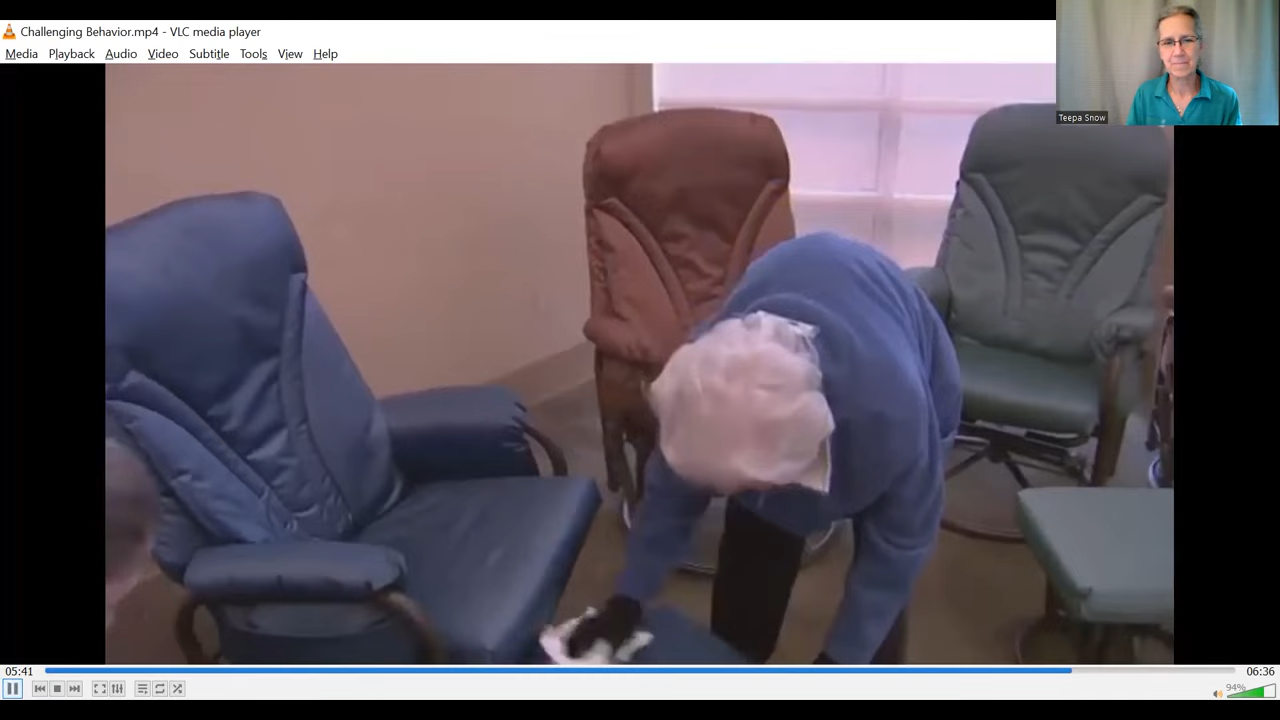 Challenging Behavior.mp4 - VLC media player
Media Playback Audio Video Subtitle Tools View Help
Teepa Snow
05:41
06:36
94%